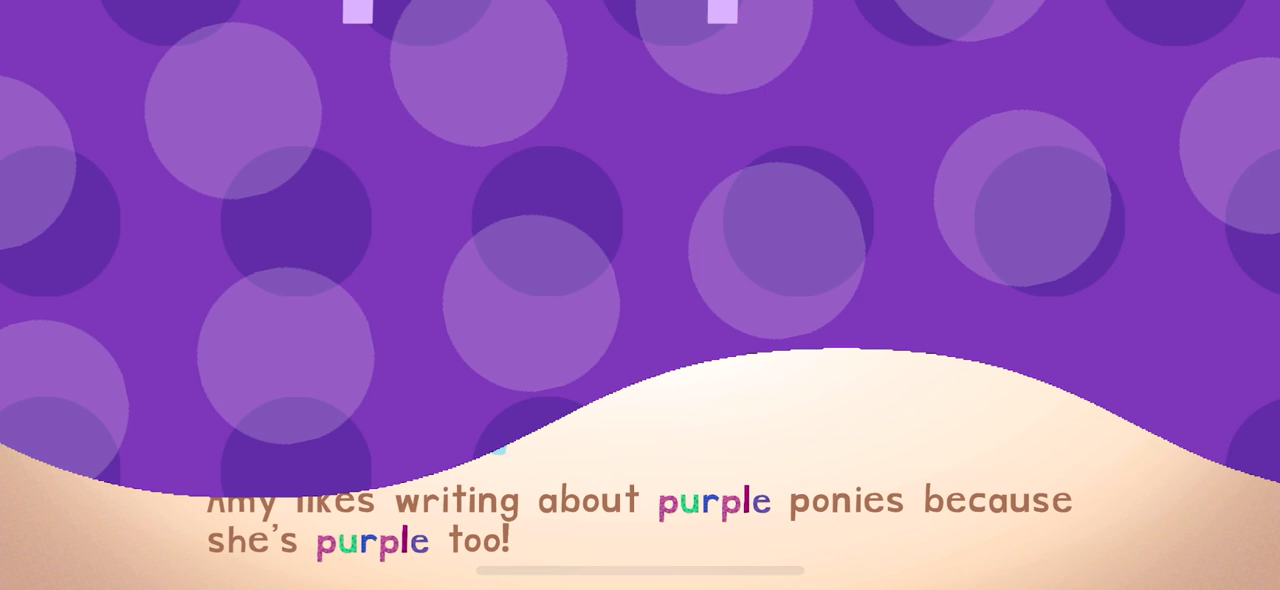 Amy likes writing about purple ponies because
she's purple too!